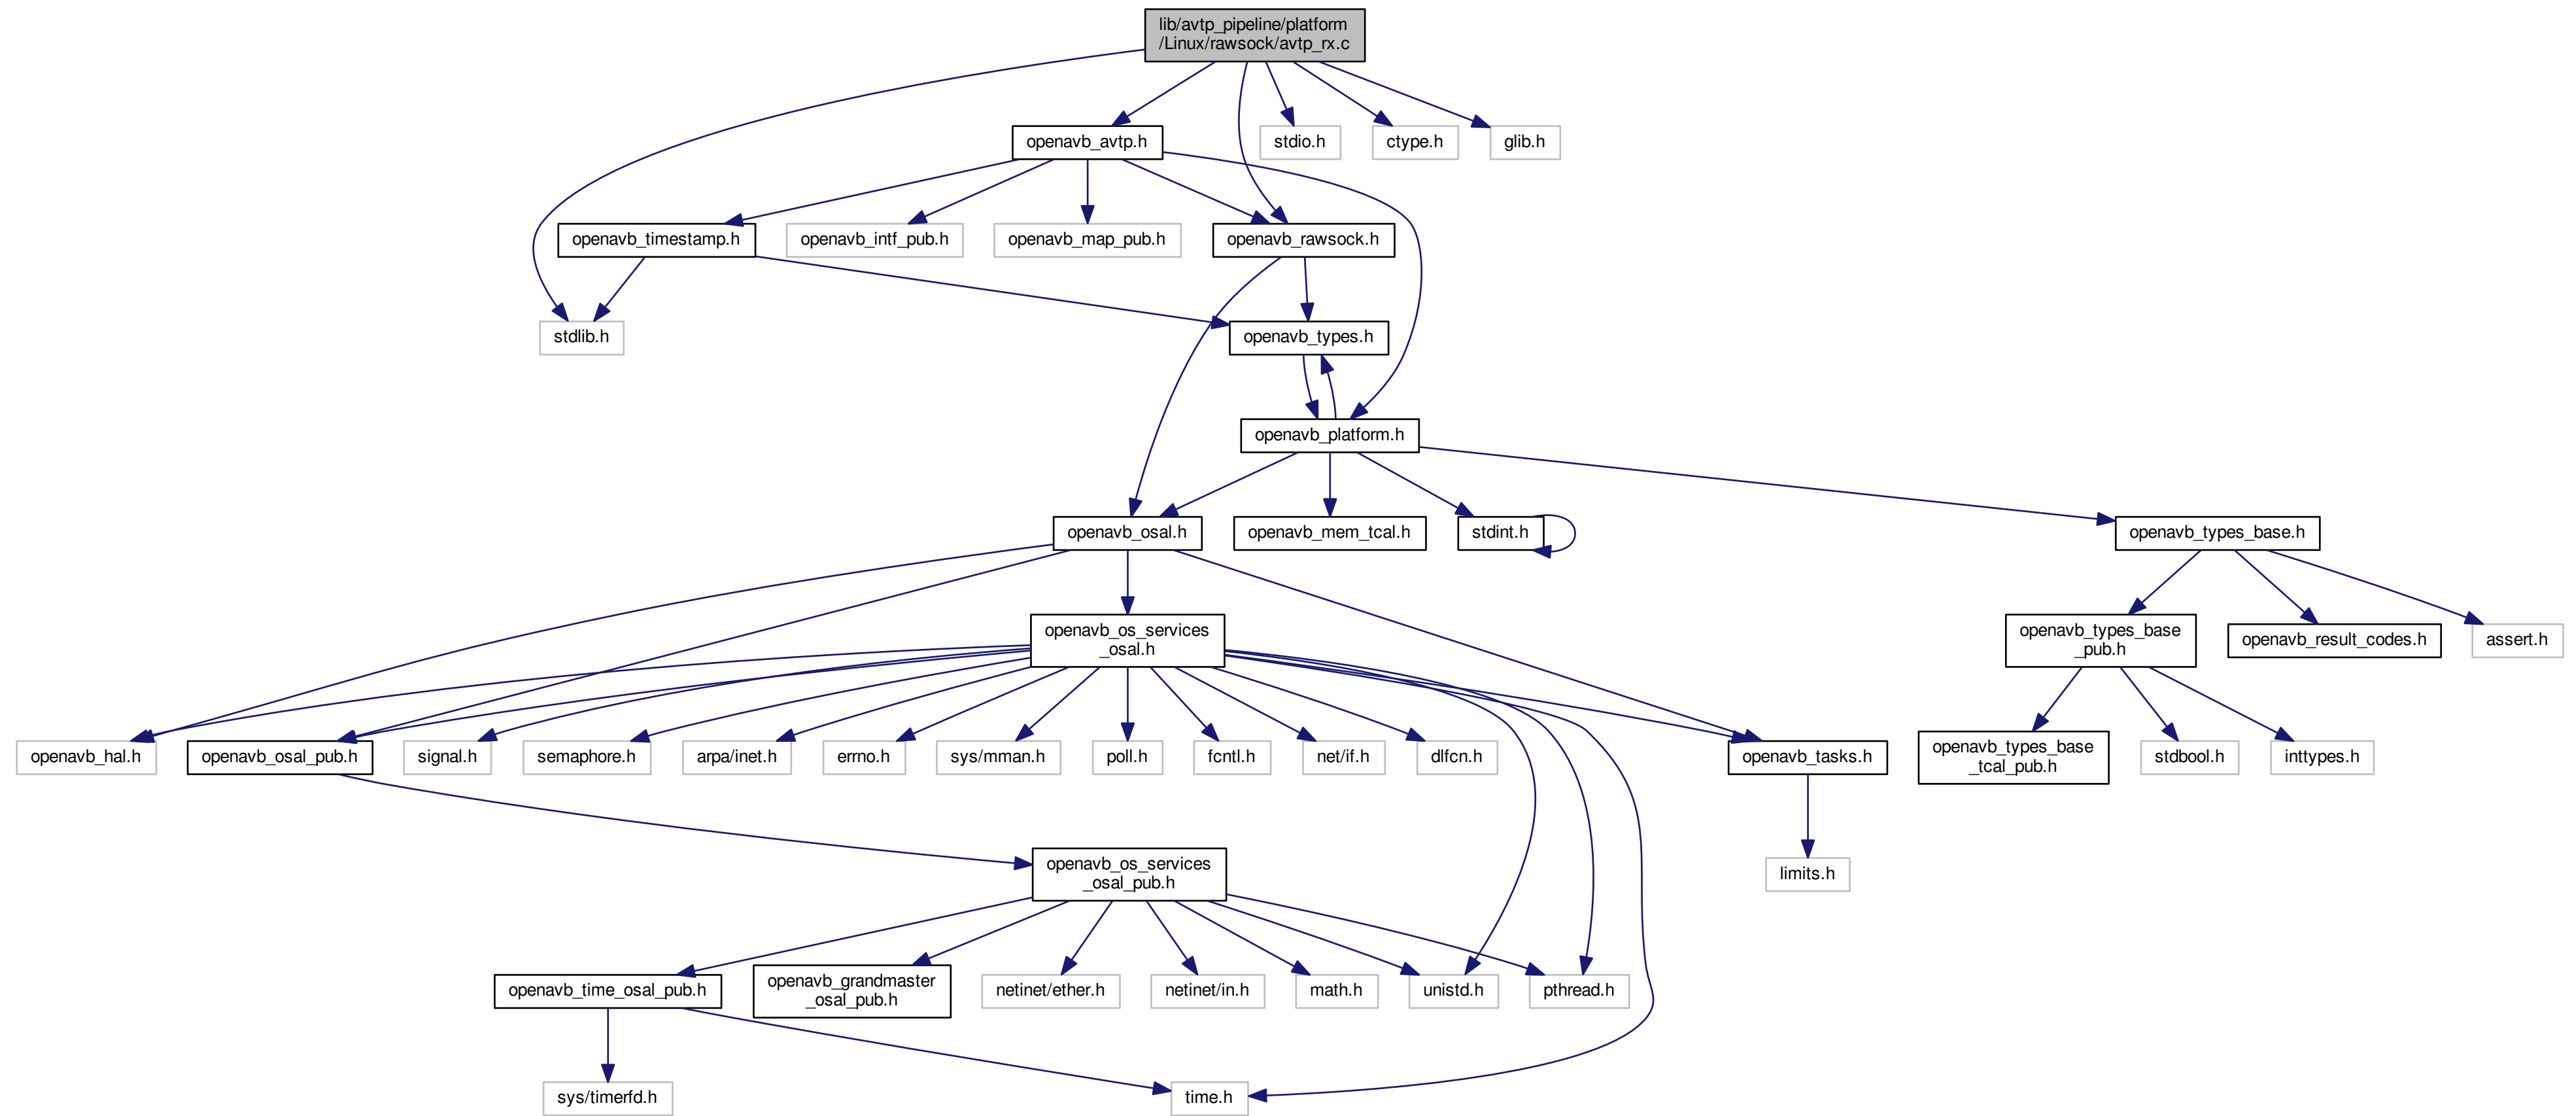 lib/avtp_pipeline/platform
/Linux/rawsock/avtp_rx.c
openavb_avtp.h
stdio.h
ctype.h
glib.h
openavb_timestamp.h
openavb_intf_pub.h
openavb_map_pub.h
openavb_rawsock.h
stdlib.h
openavb_types.h
openavb_platform.h
openavb_osal.h
openavb_mem_tcal.h
stdint.h
openavb_types_base.h
openavb_os_services
_osal.h
openavb_types_base
_pub.h
openavb_result_codes.h
assert.h
openavb_hal.h
openavb_osal_pub.h
signal.h
semaphore.h
arpa/inet.h
errno.h
sys/mman.h
poll.h
fcntl.h
net/if.h
dlfcn.h
openavb_tasks.h
openavb_types_base
_tcal_pub.h
stdbool.h
inttypes.h
openavb_os_services
_osal_pub.h
limits.h
openavb_time_osal_pub.h
openavb_grandmaster
_osal_pub.h
netinet/ether.h
netinet/in.h
math.h
unistd.h
pthread.h
sys/timerfd.h
time.h